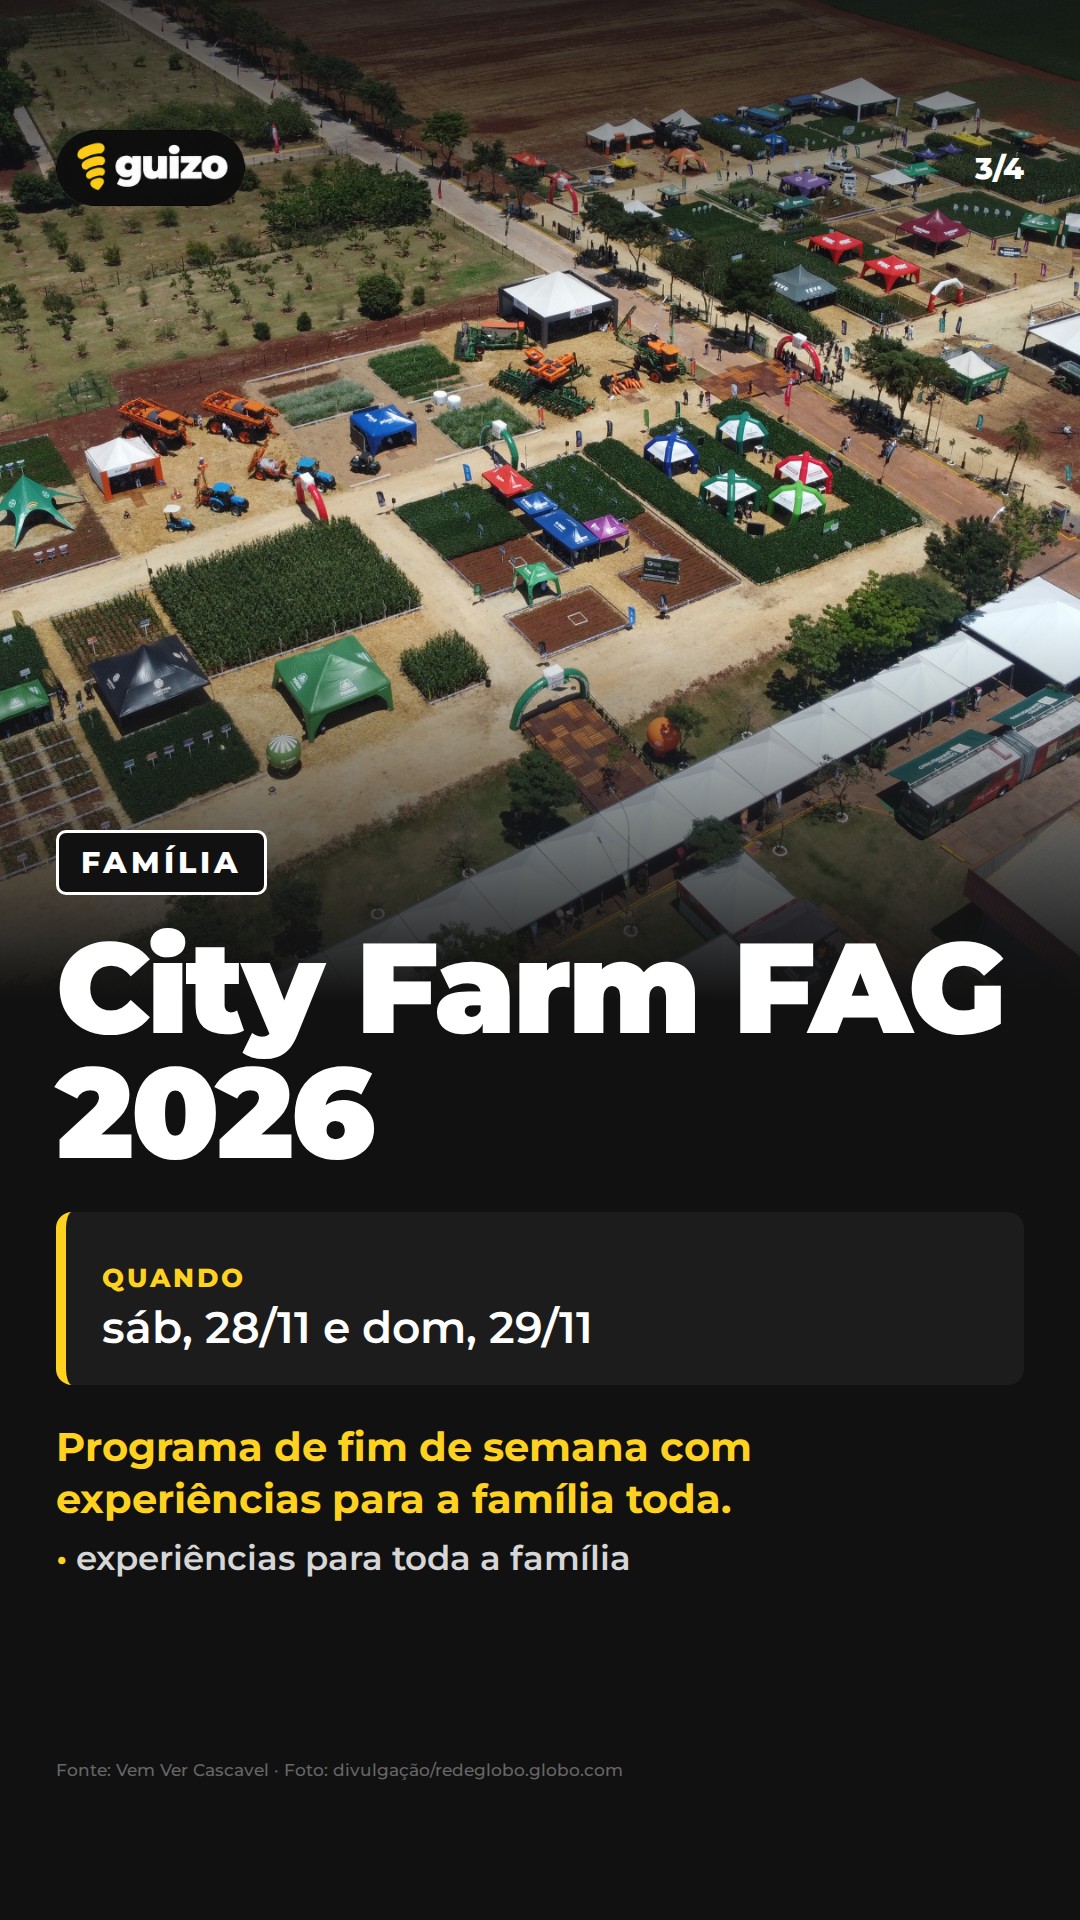 guizo
3/4
FAMÍLIA
City Farm FAG
2026
QUANDO
sáb, 28/11 e dom, 29/11
Programa de fim de semana com
experiências para a família toda.
• experiências para toda a família
Fonte: Vem Ver Cascavel · Foto: divulgação/redeglobo.globo.com